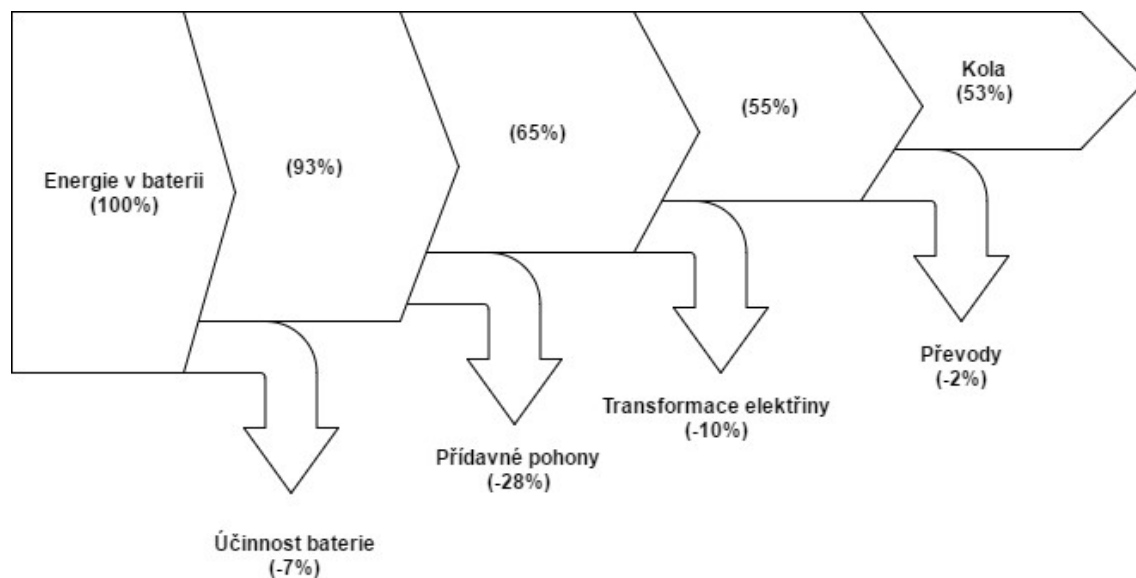 Energie v baterii
(100%)
(93%)
(65%)
(55%)
Kola
(53%)
Účinnost baterie
(-7%)
Přídavné pohony
(-28%)
Transformace elektřiny
(-10%)
Převody
(-2%)